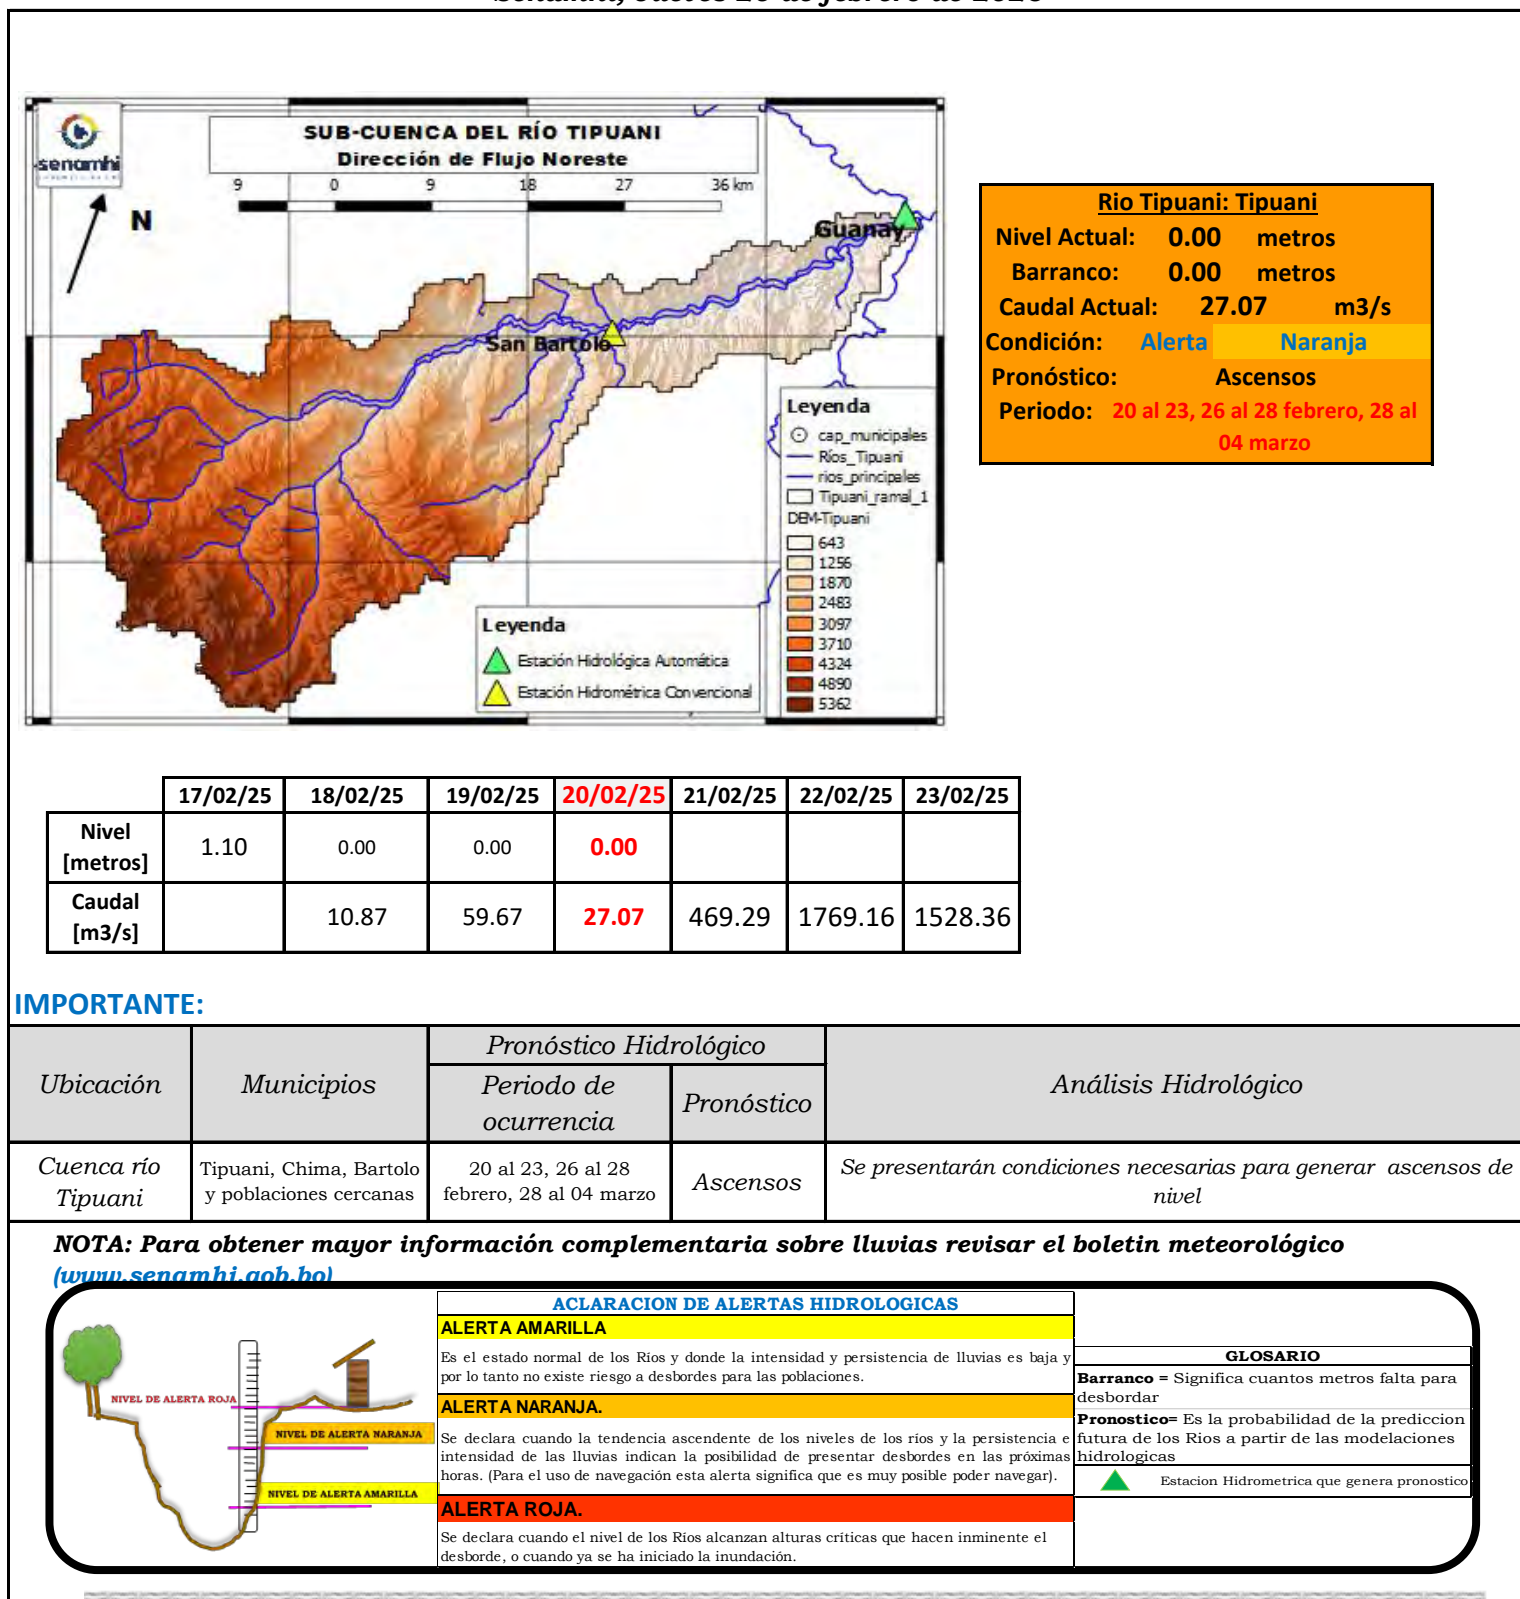 senamhi
SUB-CUENCA DEL RÍO TIPUANI
Dirección de Flujo Noreste
9 0 9 18 27 36 km
N
Guanay
San Bartolo
Leyenda
cap_municipales
Ríos_Tipuani
rios_principales
Tipuani_ramal_1
DEM-Tipuani
643
1256
1870
2483
3097
3710
4324
4890
5362
Leyenda
Estación Hidrológica Automática
Estación Hidrométrica Convencional
Rio Tipuani: Tipuani
Nivel Actual: 0.00 metros
Barranco: 0.00 metros
Caudal Actual: 27.07 m3/s
Condición: Alerta Naranja
Pronóstico: Ascensos
Periodo: 20 al 23, 26 al 28 febrero, 28 al
04 marzo
17/02/25 18/02/25 19/02/25 20/02/25 21/02/25 22/02/25 23/02/25
Nivel
[metros] 1.10 0.00 0.00 0.00
Caudal
[m3/s] 10.87 59.67 27.07 469.29 1769.16 1528.36
IMPORTANTE:
Ubicación Municipios Pronóstico Hidrológico Análisis Hidrológico
Periodo de
ocurrencia Pronóstico
Cuenca río
Tipuani
Tipuani, Chima, Bartolo
y poblaciones cercanas
20 al 23, 26 al 28
febrero, 28 al 04 marzo
Ascensos
Se presentarán condiciones necesarias para generar ascensos de
nivel
NOTA: Para obtener mayor información complementaria sobre lluvias revisar el boletin meteorológico
(www.senamhi.gob.bo)
NIVEL DE ALERTA ROJA
NIVEL DE ALERTA NARANJA
NIVEL DE ALERTA AMARILLA
ACLARACION DE ALERTAS HIDROLOGICAS
ALERTA AMARILLA
Es el estado normal de los Rios y donde la intensidad y persistencia de lluvias es baja y
por lo tanto no existe riesgo a desbordes para las poblaciones.
ALERTA NARANJA.
Se declara cuando la tendencia ascendente de los niveles de los ríos y la persistencia e
intensidad de las lluvias indican la posibilidad de presentar desbordes en las próximas
horas. (Para el uso de navegación esta alerta significa que es muy posible poder navegar).
ALERTA ROJA.
Se declara cuando el nivel de los Rios alcanzan alturas críticas que hacen inminente el
desborde, o cuando ya se ha iniciado la inundación.
GLOSARIO
Barranco = Significa cuantos metros falta para
desbordar
Pronostico= Es la probabilidad de la prediccion
futura de los Rios a partir de las modelaciones
hidrologicas
Estacion Hidrometrica que genera pronostico